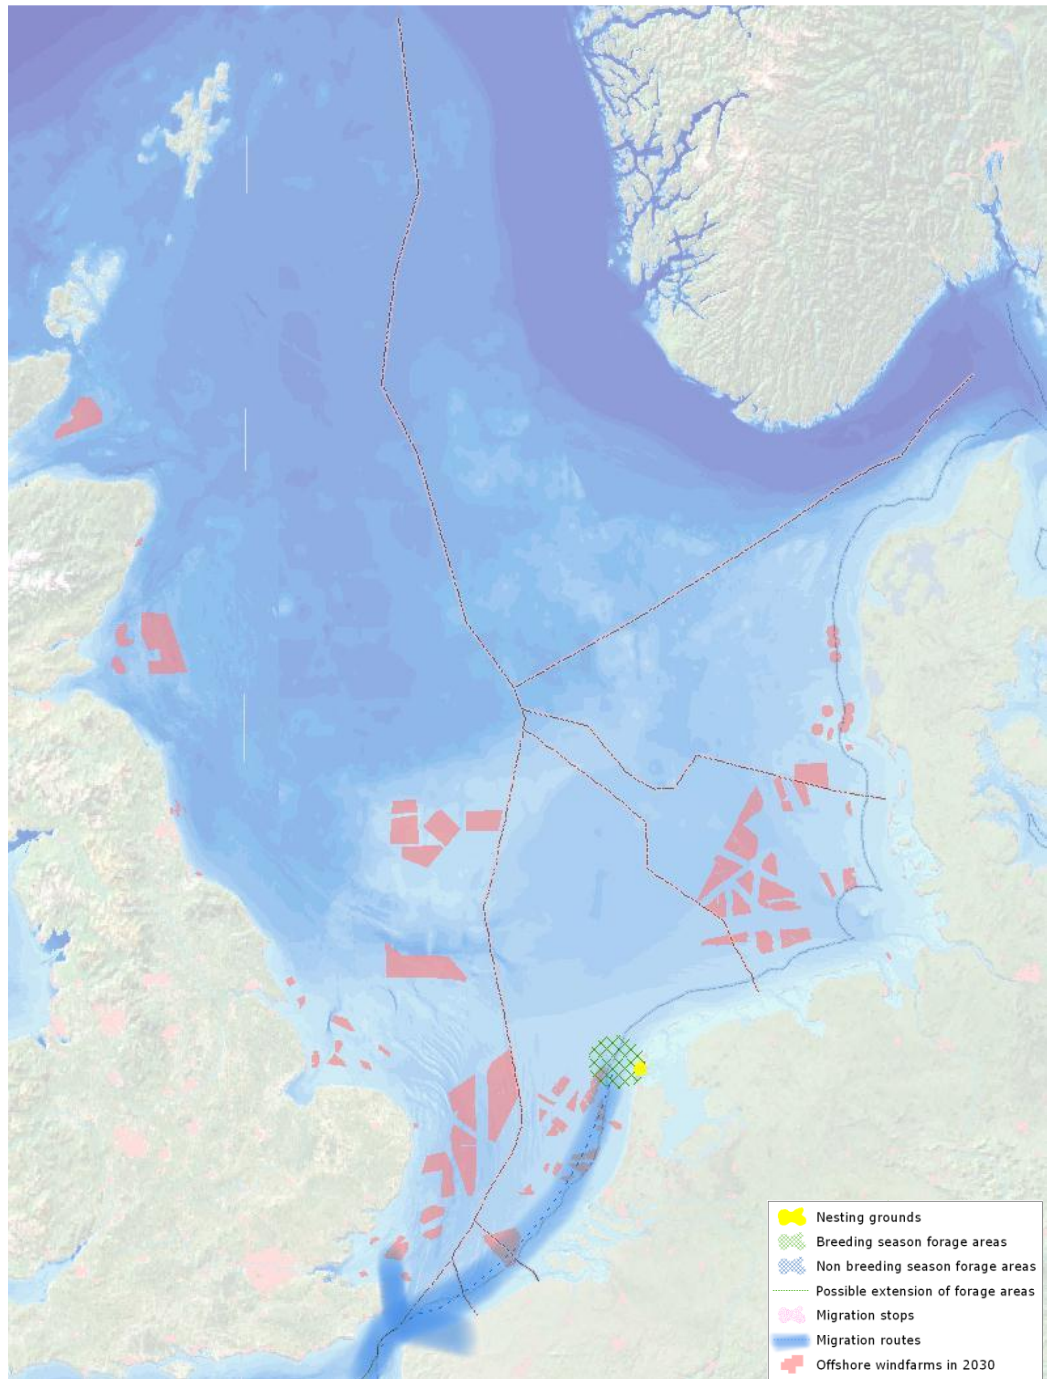 Nesting grounds
Breeding season forage areas
Non breeding season forage areas
Possible extension of forage areas
Migration stops
Migration routes
Offshore windfarms in 2030